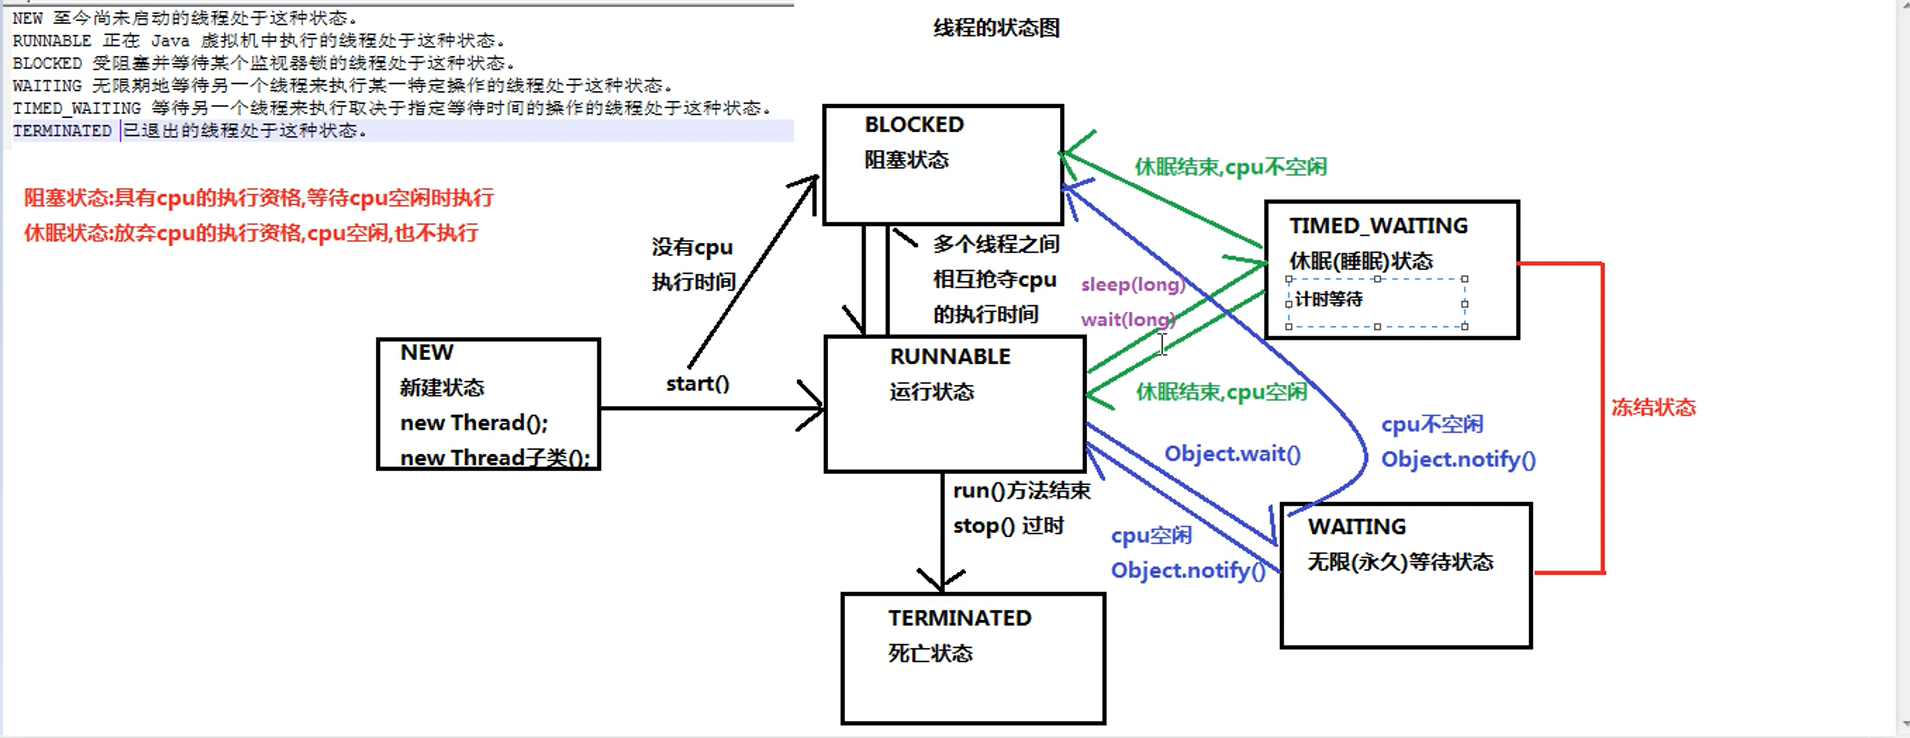 NEW 至今尚未启动的线程处于这种状态。
RUNNABLE 正在 Java 虚拟机中执行的线程处于这种状态。
BLOCKED 受阻塞并等待某个监视器锁的线程处于这种状态。
WAITING 无限期地等待另一个线程来执行某一特定操作的线程处于这种状态。
TIMED_WAITING 等待另一个线程来执行取决于指定等待时间的操作的线程处于这种状态。
TERMINATED 已退出的线程处于这种状态。
线程的状态图
阻塞状态:具有cpu的执行资格,等待cpu空闲时执行
休眠状态:放弃cpu的执行资格,cpu空闲,也不执行
BLOCKED
阻塞状态
休眠结束,cpu不空闲
TIMED_WAITING
休眠(睡眠)状态
计时等待
没有cpu
执行时间
多个线程之间
相互抢夺cpu
的执行时间
sleep(long)
wait(long)
NEW
新建状态
new Therad();
new Thread子类();
start()
RUNNABLE
运行状态
休眠结束,cpu空闲
冻结状态
Object.wait()
cpu不空闲
Object.notify()
run()方法结束
stop() 过时
cpu空闲
Object.notify()
WAITING
无限(永久)等待状态
TERMINATED
死亡状态